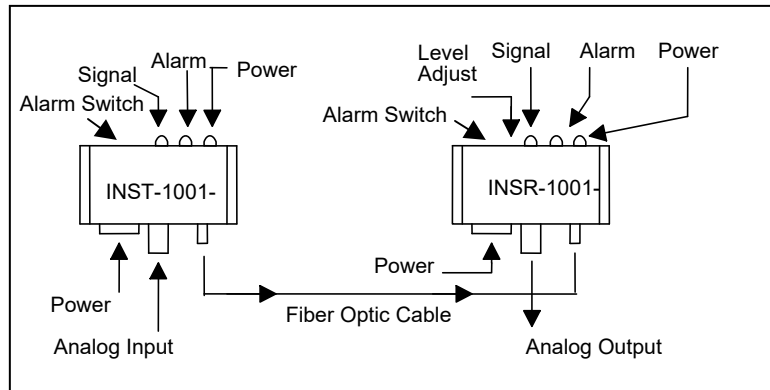 Signal
Alarm
Power
Alarm Switch
INST-1001-
Power
Analog Input
Level
Adjust
Signal
Alarm
Power
Alarm Switch
INSR-1001-
Power
Fiber Optic Cable
Analog Output